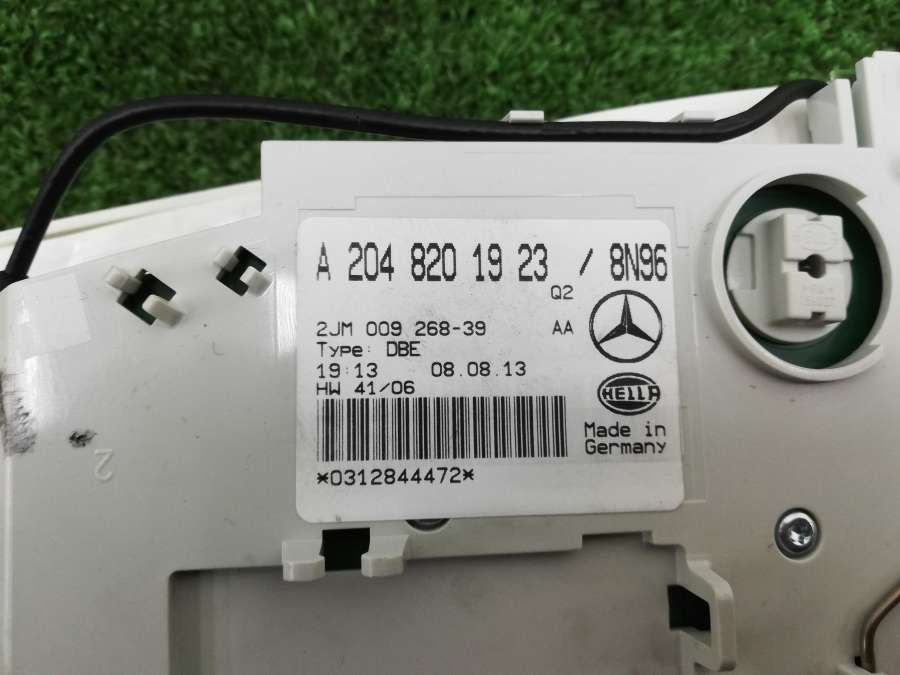 A 204 820 19 23 / 8N96
Q2
2JM 009 268-39 AA
Type: DBE
19:13 08.08.13
HW 41/06
HELLA
Made in
Germany
*0312844472*
2